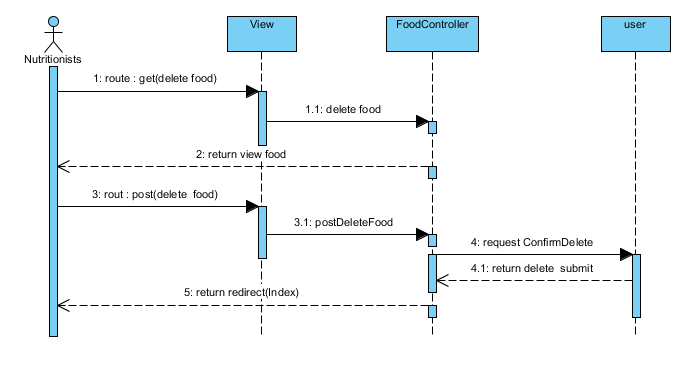 View
FoodController
user
Nutritionists
1: route : get(delete food)
1.1: delete food
2: return view food
3: rout : post(delete  food)
3.1: postDeleteFood
4: request ConfirmDelete
4.1: return delete  submit
5: return redirect(Index)